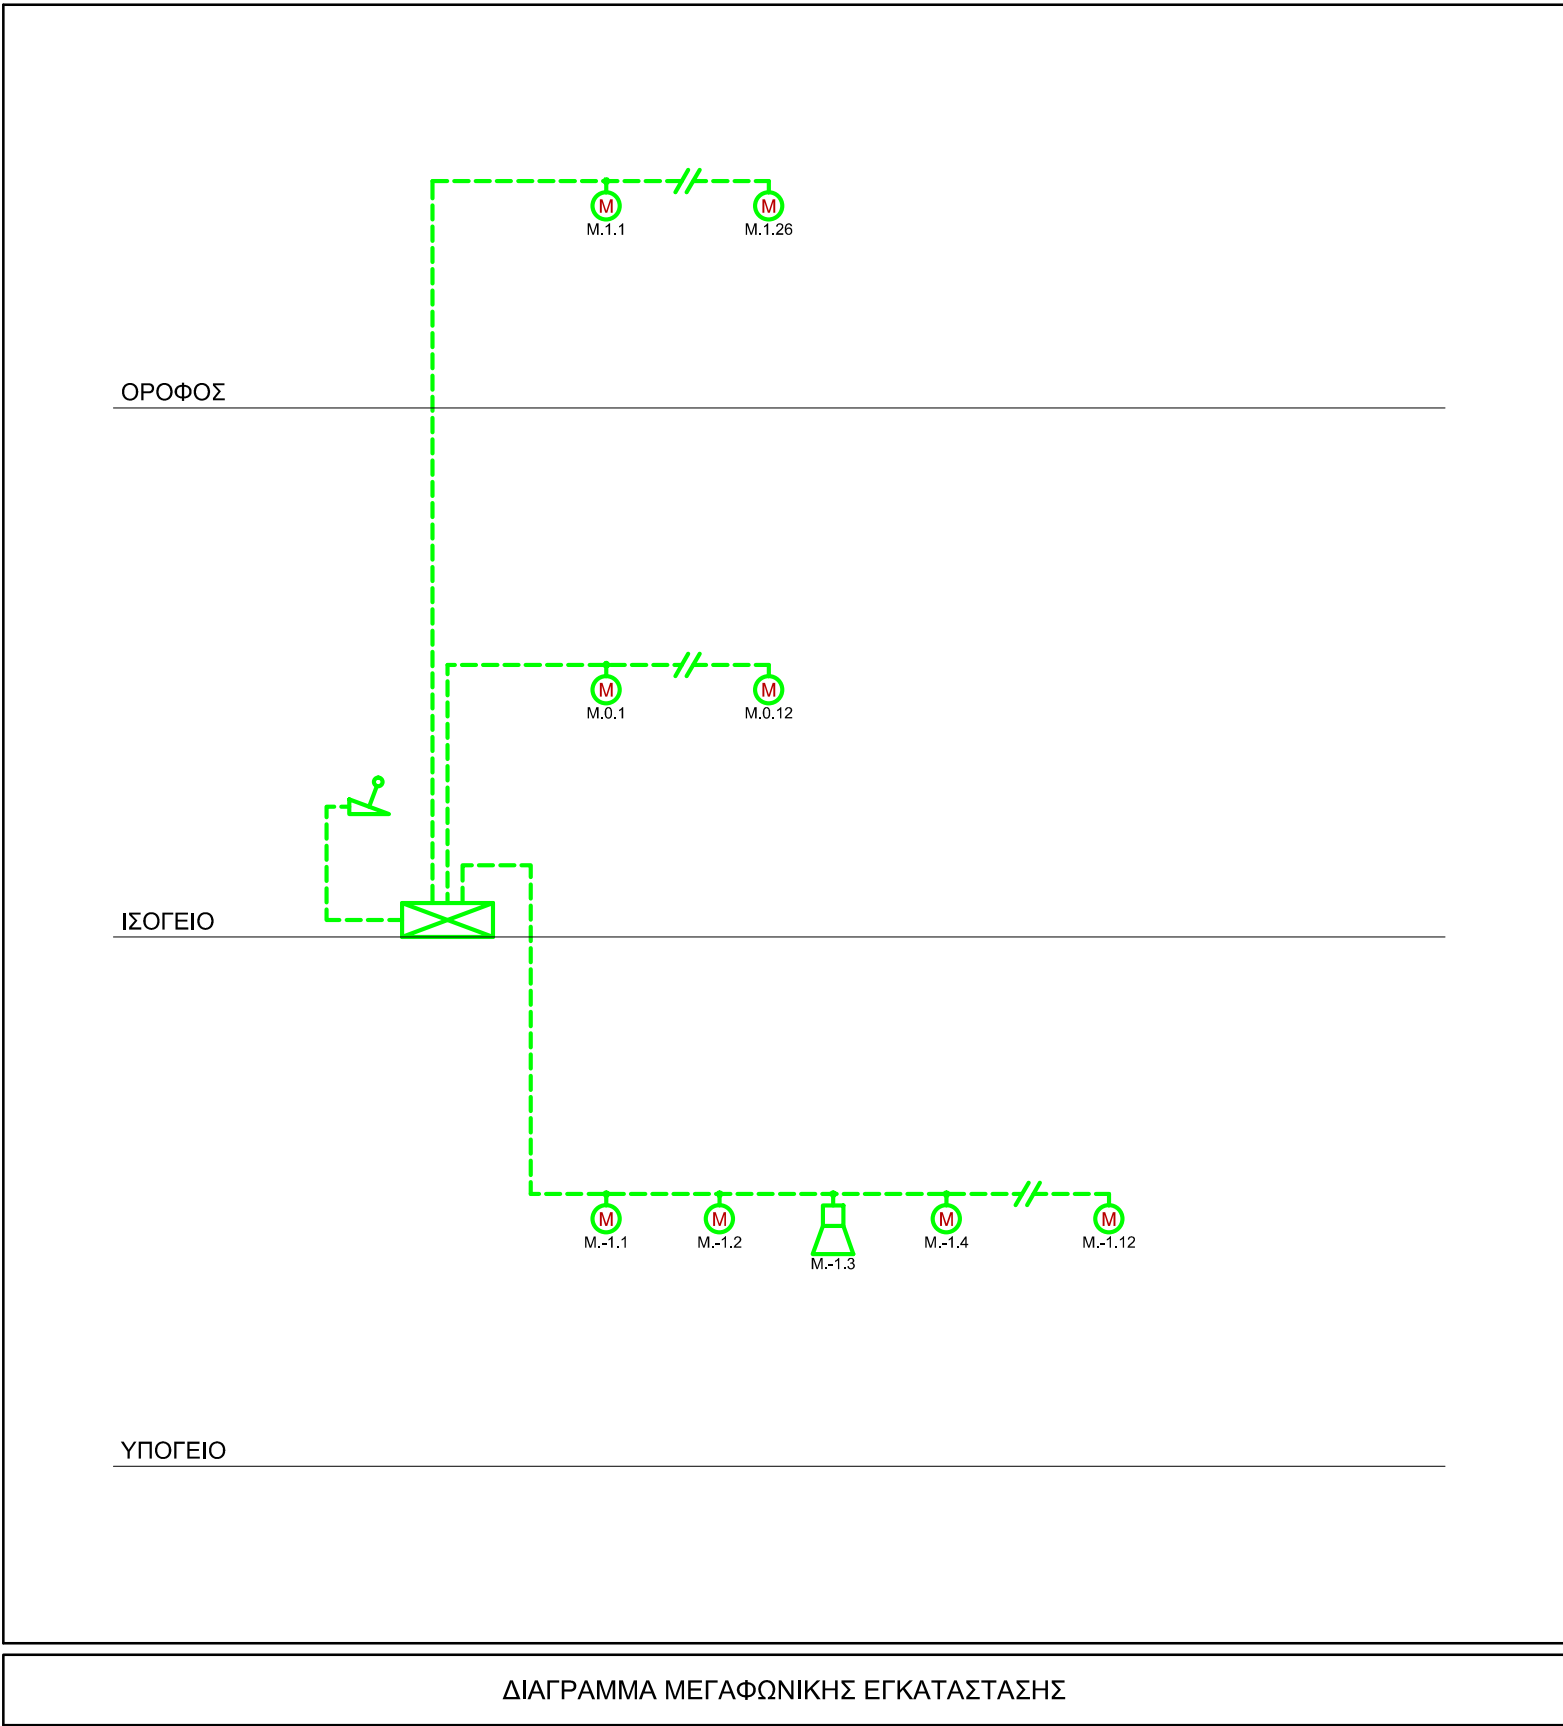 M M
M.1.1 M.1.26
ΟΡΟΦΟΣ
M M
M.0.1 M.0.12
ΙΣΟΓΕΙΟ
M M M M
M.-1.1 M.-1.2 M.-1.3 M.-1.4 M.-1.12
ΥΠΟΓΕΙΟ
ΔΙΑΓΡΑΜΜΑ ΜΕΓΑΦΩΝΙΚΗΣ ΕΓΚΑΤΑΣΤΑΣΗΣ